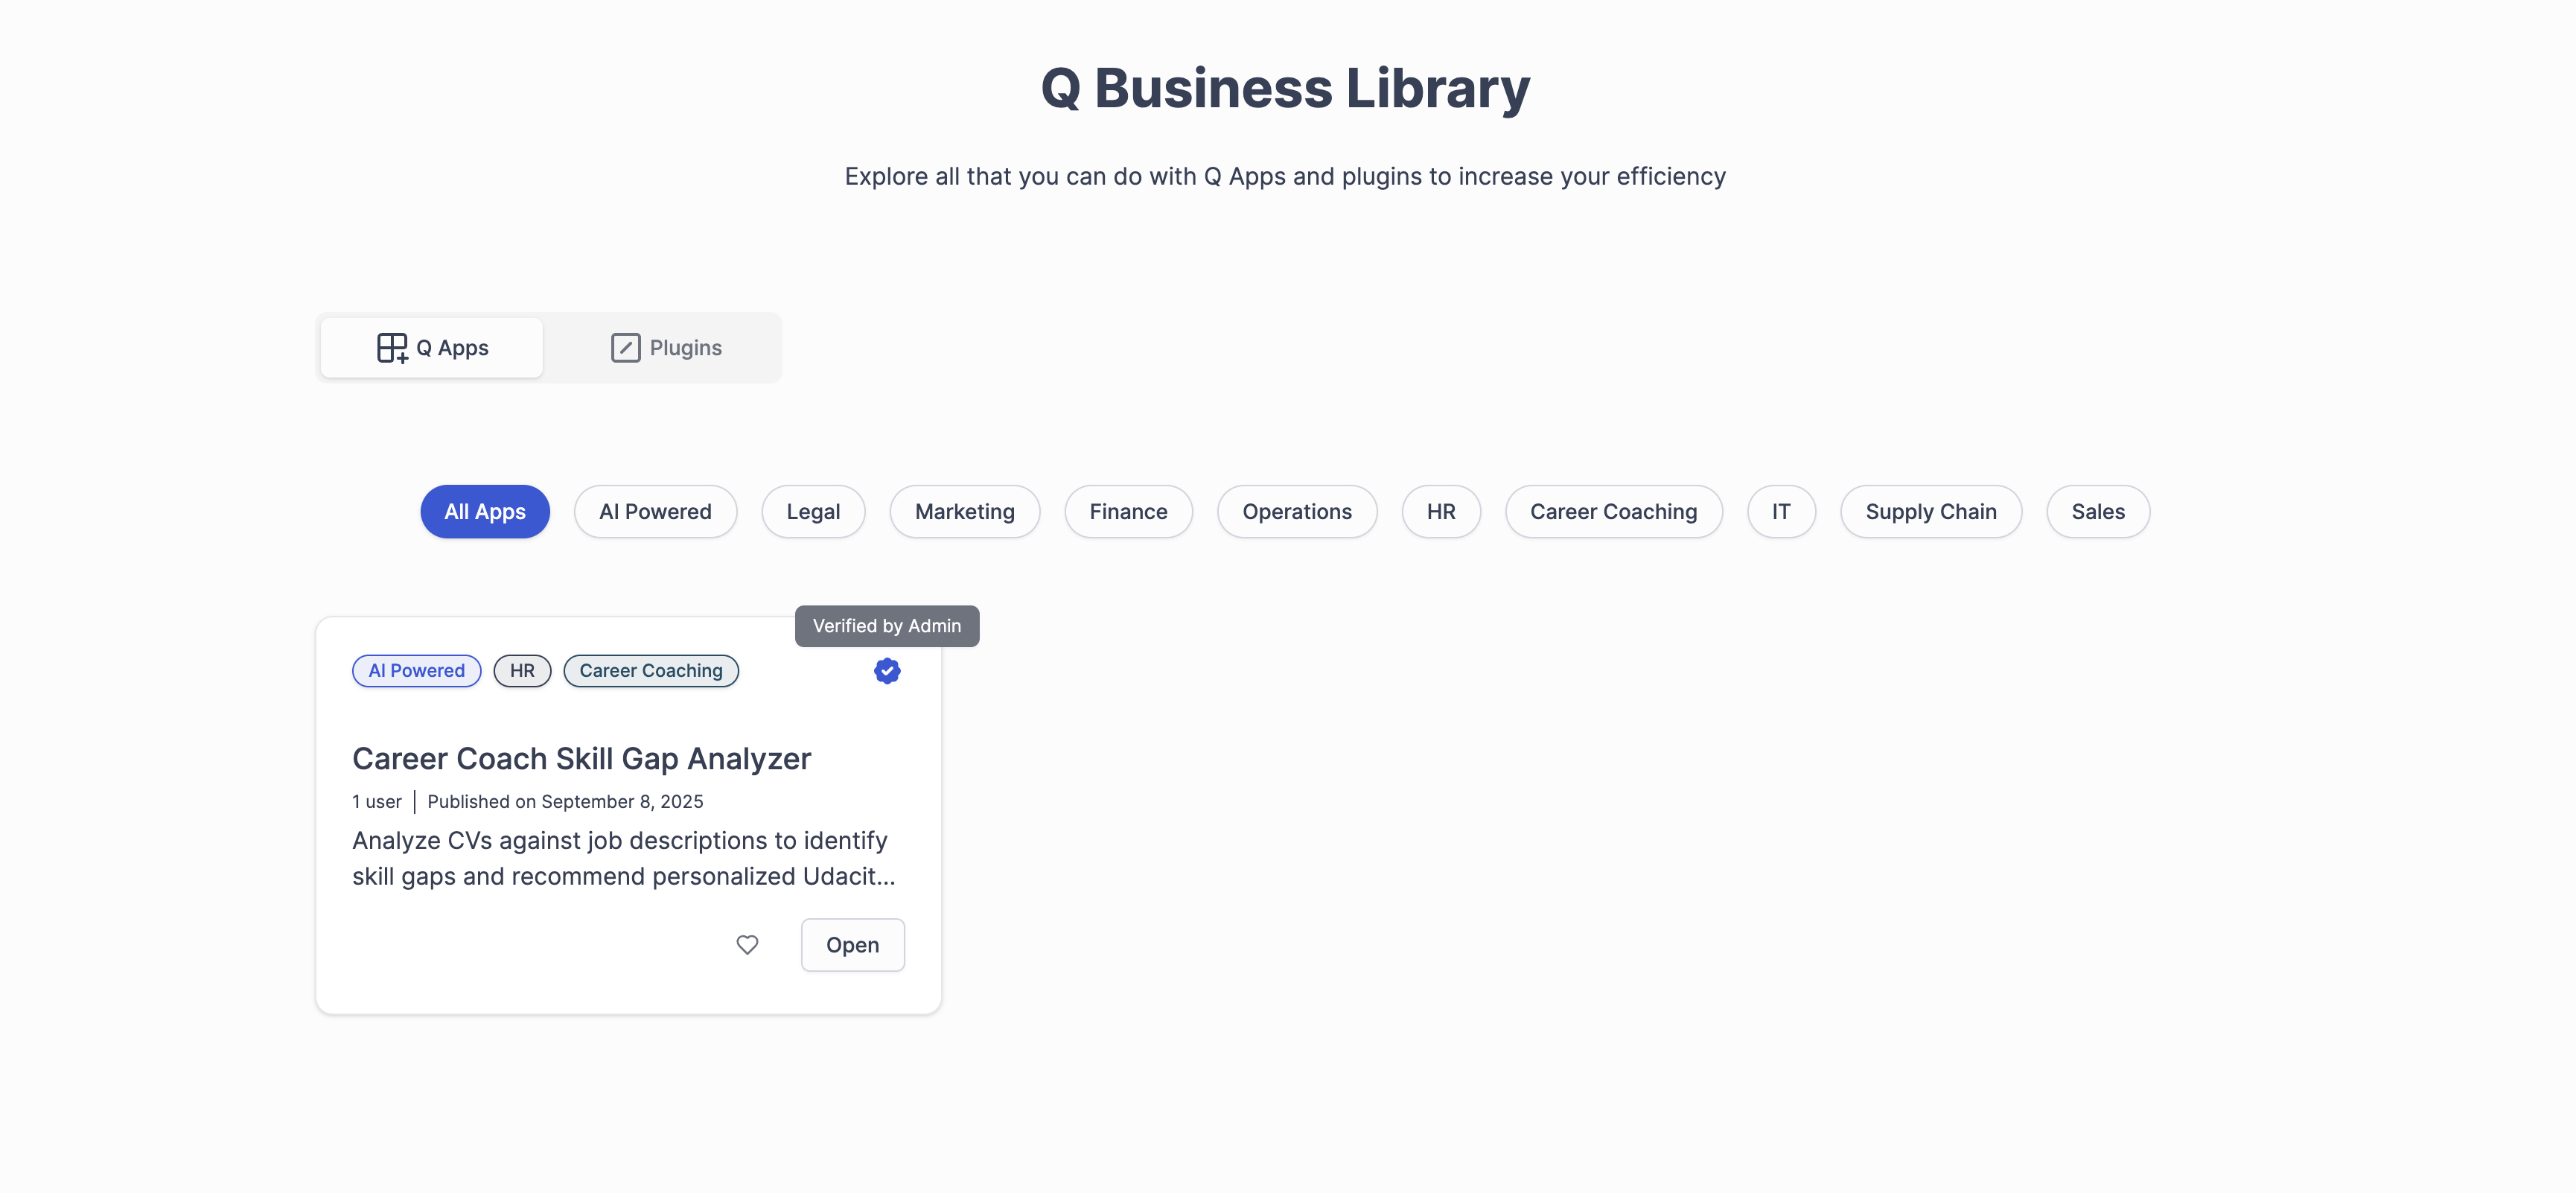 Q Business Library
Explore all that you can do with Q Apps and plugins to increase your efficiency
Q Apps
Plugins
All Apps
AI Powered
Legal
Marketing
Finance
Operations
HR
Career Coaching
IT
Supply Chain
Sales
Verified by Admin
AI Powered
HR
Career Coaching
Career Coach Skill Gap Analyzer
1 user | Published on September 8, 2025
Analyze CVs against job descriptions to identify
skill gaps and recommend personalized Udacit...
Open